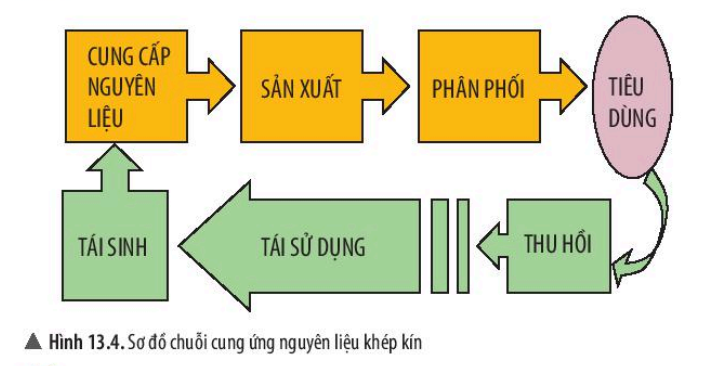 CUNG CẤP
NGUYÊN
LIỆU
SẢN XUẤT
PHÂN PHỐI
TIÊU
DÙNG
TÁI SINH
TÁI SỬ DỤNG
THU HỒI
▲ Hình 13.4. Sơ đồ chuỗi cung ứng nguyên liệu khép kín